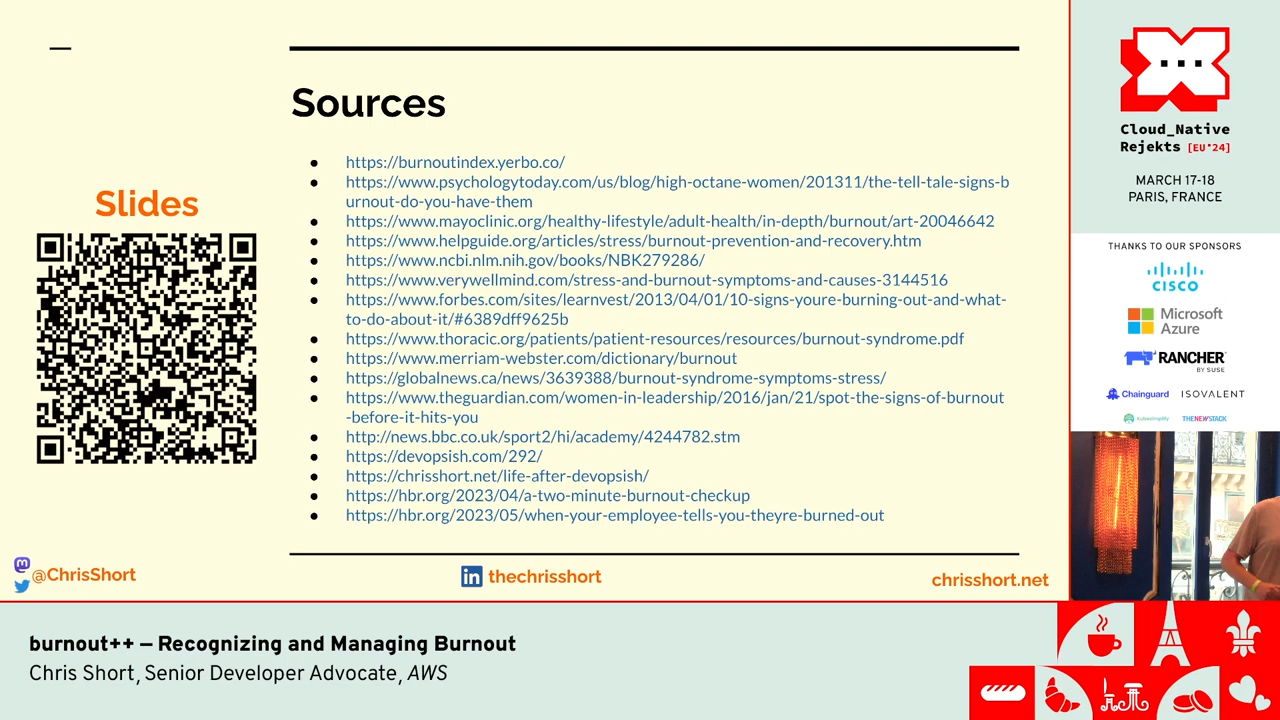 Sources
https://burnoutindex.yerbo.co/
https://www.psychologytoday.com/us/blog/high-octane-women/201311/the-tell-tale-signs-b
urnout-do-you-have-them
https://www.mayoclinic.org/healthy-lifestyle/adult-health/in-depth/burnout/art-20046642
https://www.helpguide.org/articles/stress/burnout-prevention-and-recovery.htm
https://www.ncbi.nlm.nih.gov/books/NBK279286/
https://www.verywellmind.com/stress-and-burnout-symptoms-and-causes-3144516
https://www.forbes.com/sites/learnvest/2013/04/01/10-signs-youre-burning-out-and-what-
to-do-about-it/#6389dff9625b
https://www.thoracic.org/patients/patient-resources/resources/burnout-syndrome.pdf
https://www.merriam-webster.com/dictionary/burnout
https://globalnews.ca/news/3639388/burnout-syndrome-symptoms-stress/
https://www.theguardian.com/women-in-leadership/2016/jan/21/spot-the-signs-of-burnout
-before-it-hits-you
http://news.bbc.co.uk/sport2/hi/academy/4244782.stm
https://devopsish.com/292/
https://chrisshort.net/life-after-devopsish/
https://hbr.org/2023/04/a-two-minute-burnout-checkup
https://hbr.org/2023/05/when-your-employee-tells-you-theyre-burned-out
Slides
@ChrisShort
in thechrisshort
chrisshort.net
Cloud_Native
Rejekts [EU'24]
MARCH 17-18
PARIS, FRANCE
THANKS TO OUR SPONSORS
CISCO
Microsoft
Azure
RANCHER
BY SUSE
Chainguard ISOVALENT
kubesimplify THENEWSTACK
burnout++ – Recognizing and Managing Burnout
Chris Short, Senior Developer Advocate, AWS